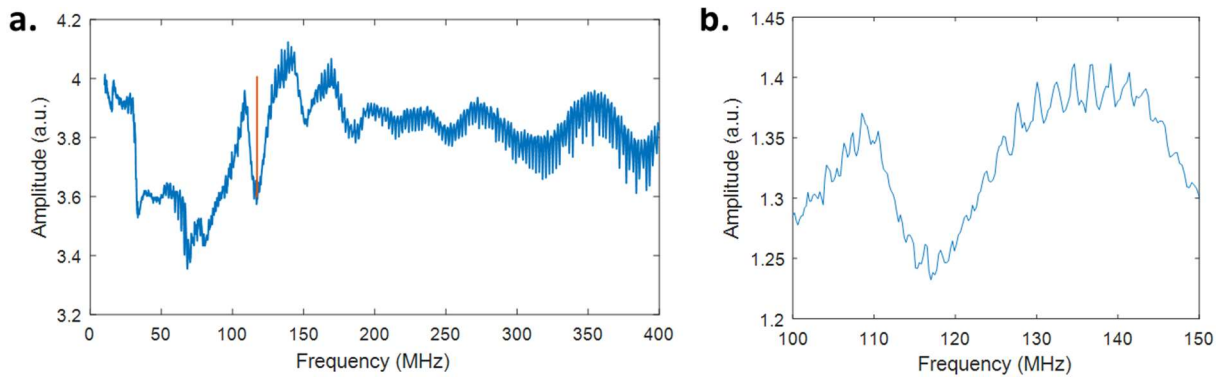 a.
4.2
4
3.8
3.6
3.4
3.2
Amplitude (a.u.)
0 50 100 150 200 250 300 350 400
Frequency (MHz)
b.
1.45
1.4
1.35
1.3
1.25
1.2
Amplitude (a.u.)
100 110 120 130 140 150
Frequency (MHz)